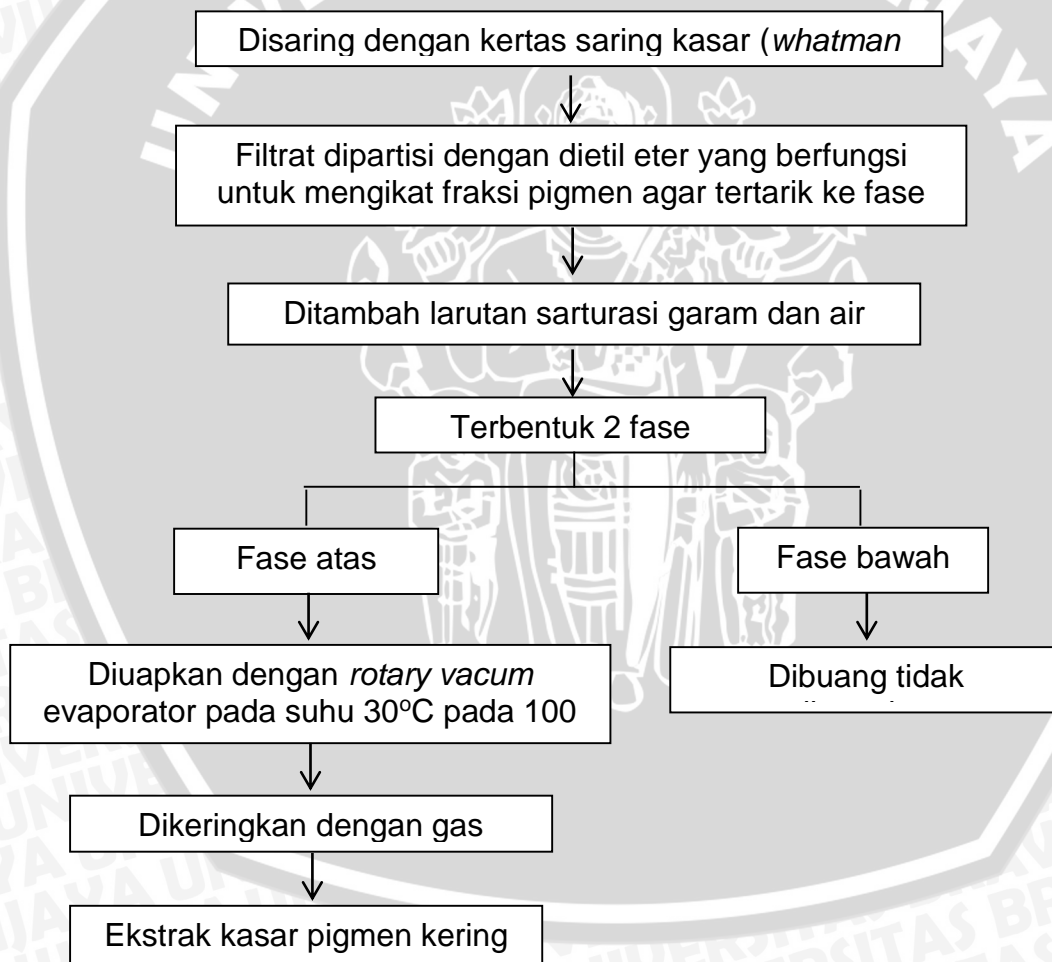 Disaring dengan kertas saring kasar (whatman
Filtrat dipartisi dengan dietil eter yang berfungsi
untuk mengikat fraksi pigmen agar tertarik ke fase
Ditambah larutan sarturasi garam dan air
Terbentuk 2 fase
Fase atas
Fase bawah
Diuapkan dengan rotary vacum
evaporator pada suhu 30ºC pada 100
Dibuang tidak
Dikeringkan dengan gas
Ekstrak kasar pigmen kering